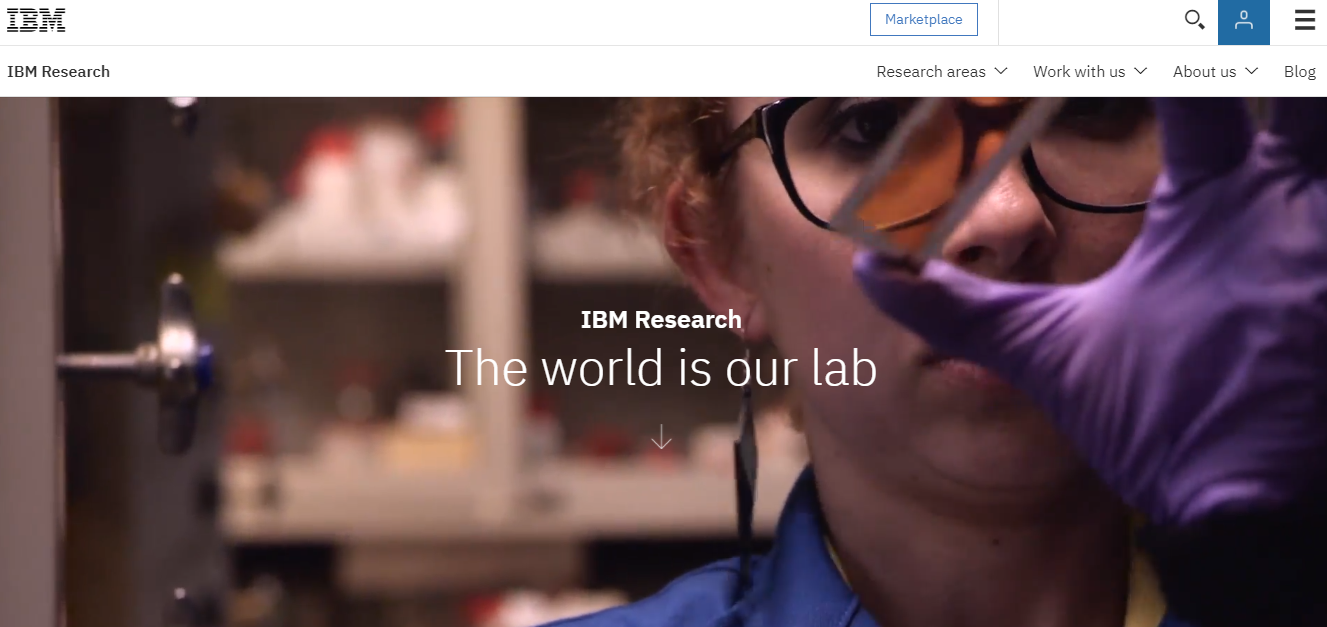 IBM
Marketplace
IBM Research
Research areas
Work with us
About us
Blog
IBM Research
The world is our lab